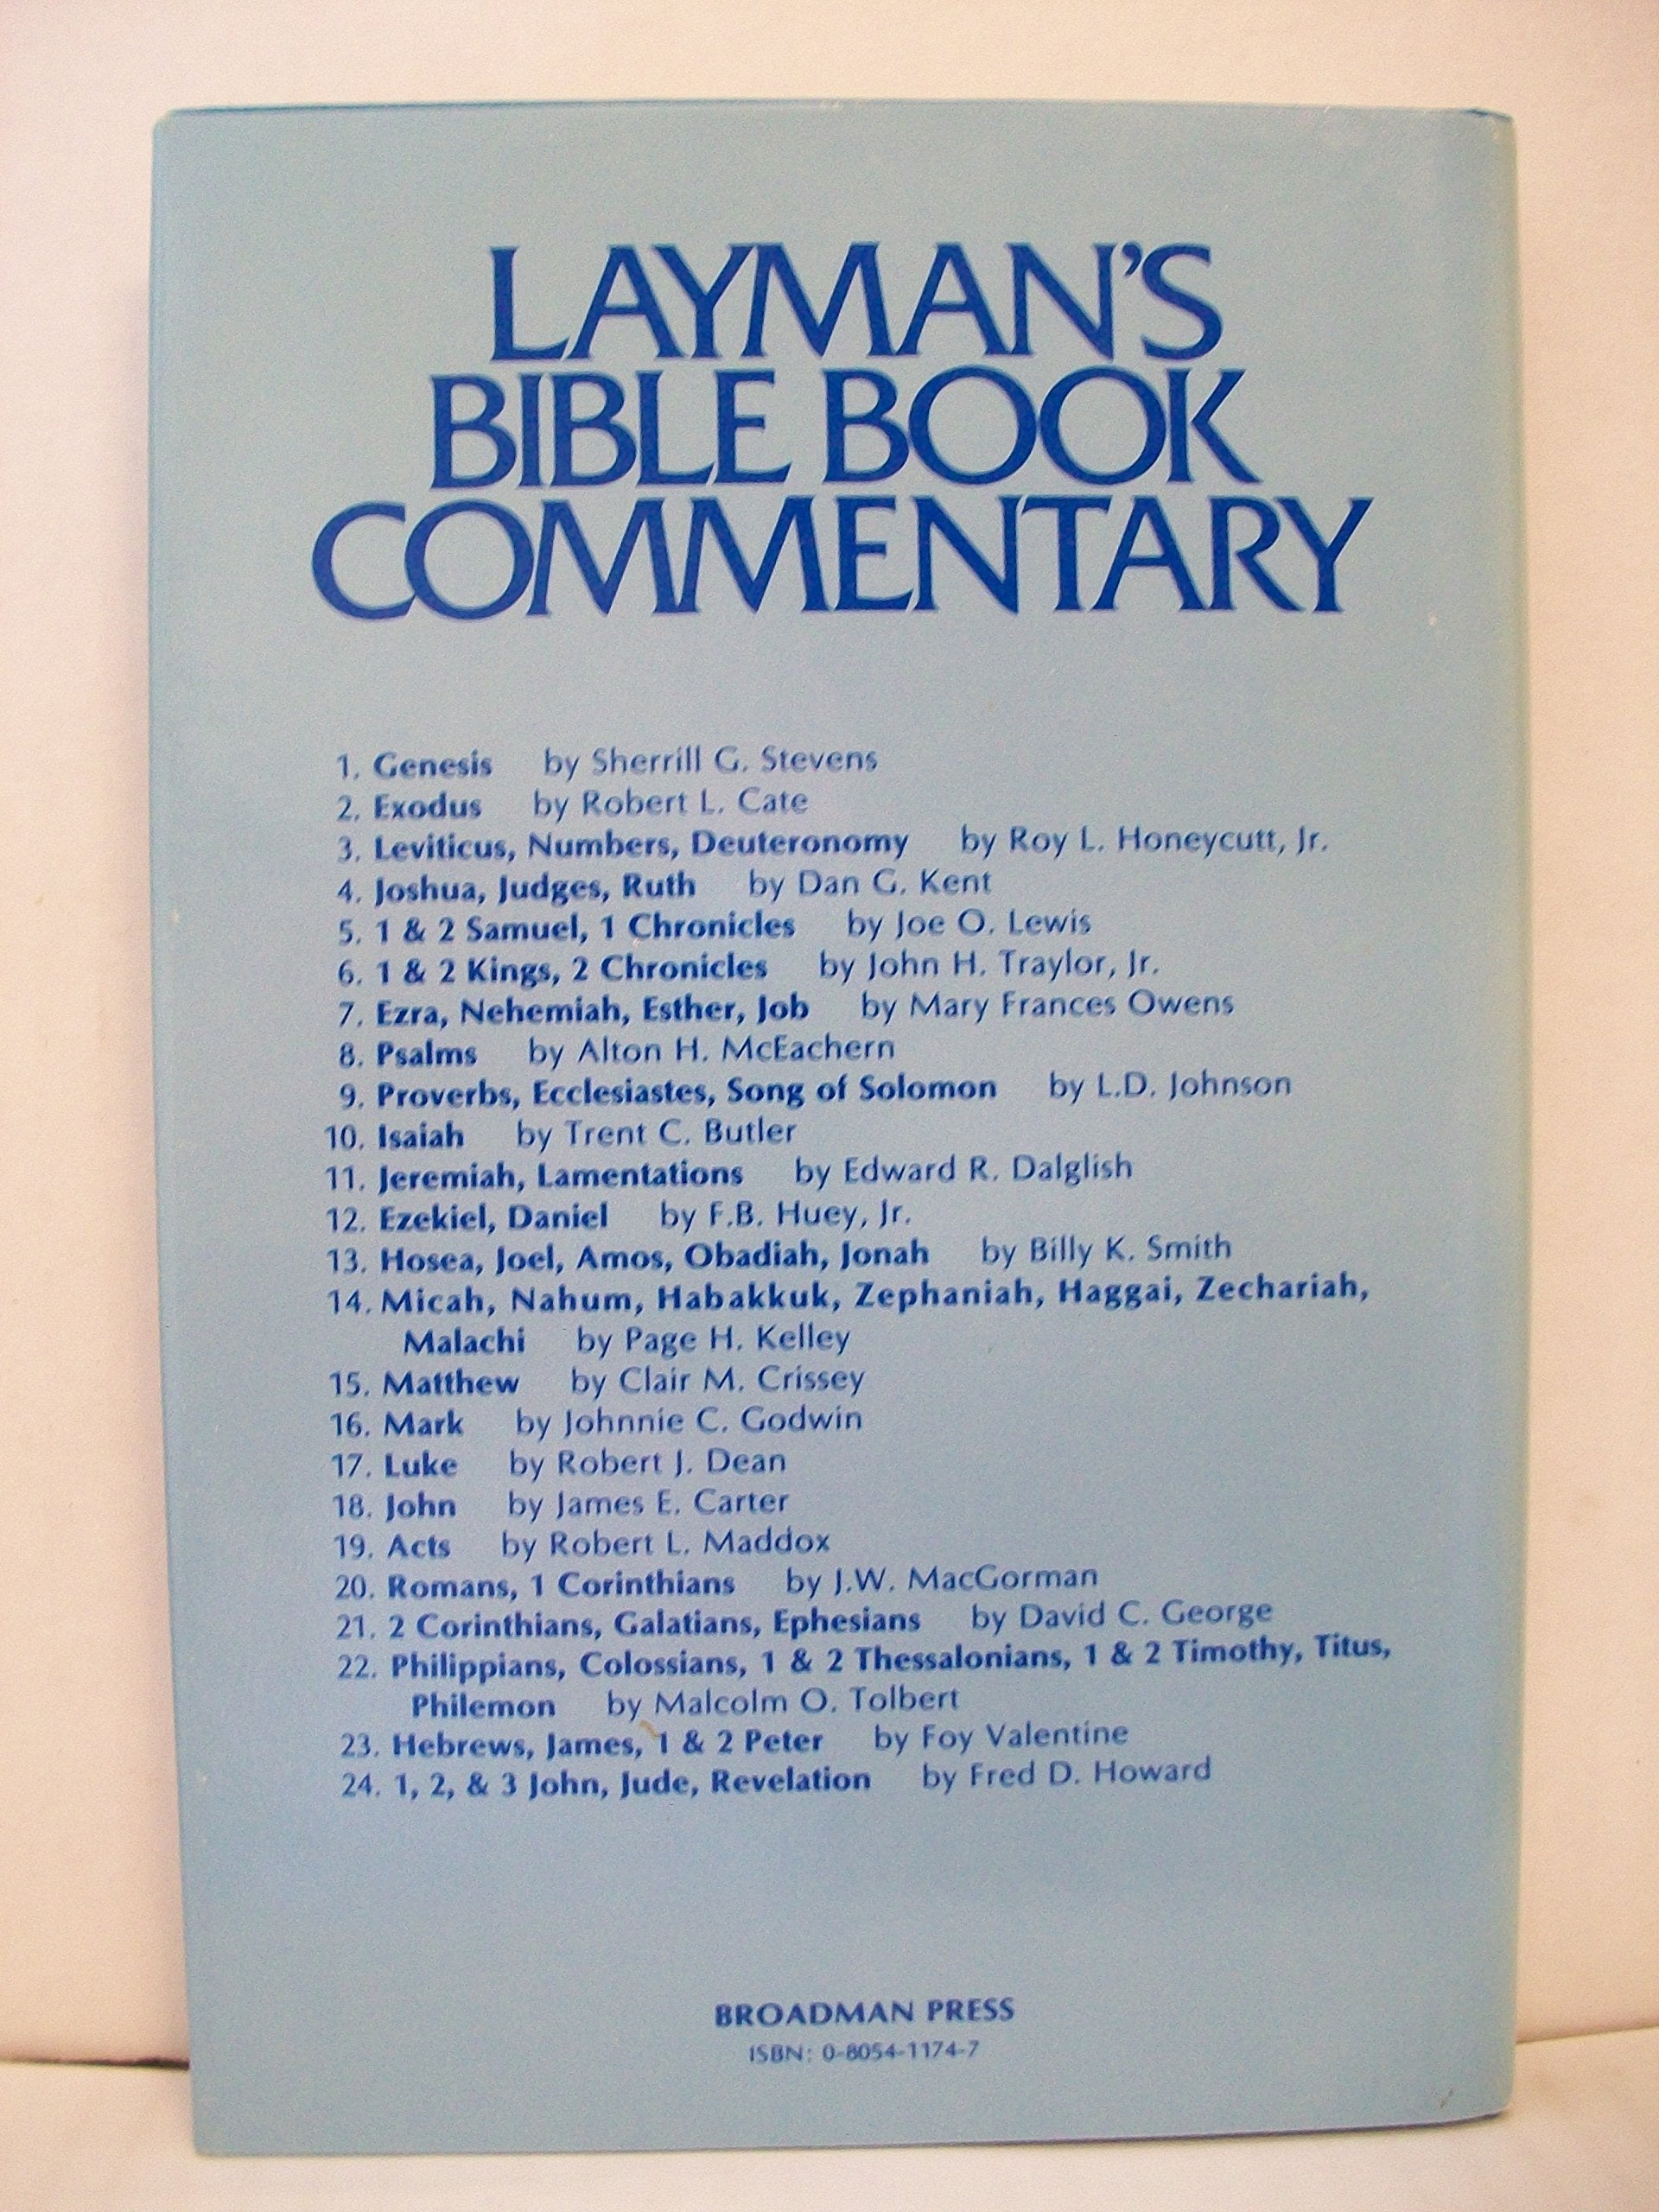 LAYMAN'S
BIBLE BOOK
COMMENTARY
1. Genesis by Sherrill G. Stevens
2. Exodus by Robert L. Cate
3. Leviticus, Numbers, Deuteronomy by Roy L. Honeycutt, Jr.
4. Joshua, Judges, Ruth by Dan G. Kent
5. 1 & 2 Samuel, 1 Chronicles by Joe O. Lewis
6. 1 & 2 Kings, 2 Chronicles by John H. Traylor, Jr.
7. Ezra, Nehemiah, Esther, Job by Mary Frances Owens
8. Psalms by Alton H. McEachern
9. Proverbs, Ecclesiastes, Song of Solomon by L.D. Johnson
10. Isaiah by Trent C. Butler
11. Jeremiah, Lamentations by Edward R. Dalglish
12. Ezekiel, Daniel by F.B. Huey, Jr.
13. Hosea, Joel, Amos, Obadiah, Jonah by Billy K. Smith
14. Micah, Nahum, Habakkuk, Zephaniah, Haggai, Zechariah,
Malachi by Page H. Kelley
15. Matthew by Clair M. Crissey
16. Mark by Johnnie C. Godwin
17. Luke by Robert J. Dean
18. John by James E. Carter
19. Acts by Robert L. Maddox
20. Romans, 1 Corinthians by J.W. MacGorman
21. 2 Corinthians, Galatians, Ephesians by David C. George
22. Philippians, Colossians, 1 & 2 Thessalonians, 1 & 2 Timothy, Titus,
Philemon by Malcolm O. Tolbert
23. Hebrews, James, 1 & 2 Peter by Foy Valentine
24. 1, 2, & 3 John, Jude, Revelation by Fred D. Howard
BROADMAN PRESS
ISBN: 0-8054-1174-7